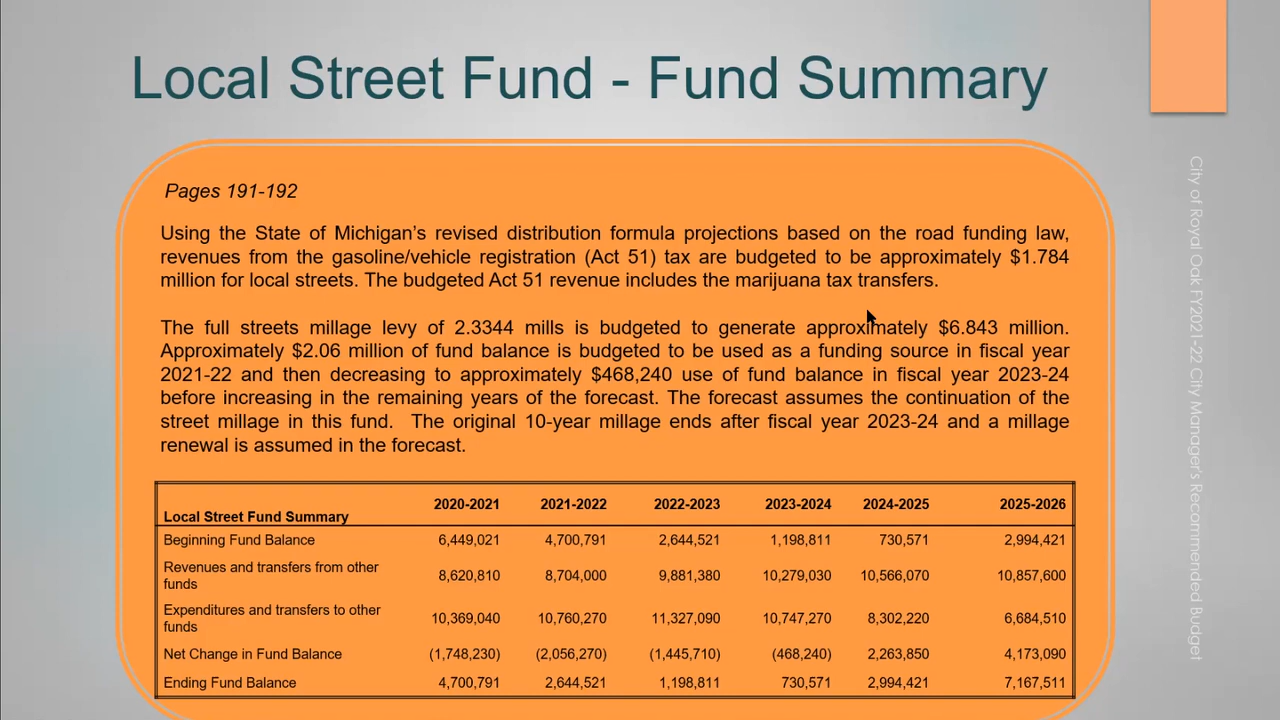 Local Street Fund - Fund Summary
Pages 191-192
Using the State of Michigan’s revised distribution formula projections based on the road funding law,
revenues from the gasoline/vehicle registration (Act 51) tax are budgeted to be approximately $1.784
million for local streets. The budgeted Act 51 revenue includes the marijuana tax transfers.
The full streets millage levy of 2.3344 mills is budgeted to generate approximately $6.843 million.
Approximately $2.06 million of fund balance is budgeted to be used as a funding source in fiscal year
2021-22 and then decreasing to approximately $468,240 use of fund balance in fiscal year 2023-24
before increasing in the remaining years of the forecast. The forecast assumes the continuation of the
street millage in this fund.  The original 10-year millage ends after fiscal year 2023-24 and a millage
renewal is assumed in the forecast.
Local Street Fund Summary 2020-2021 2021-2022 2022-2023 2023-2024 2024-2025 2025-2026
Beginning Fund Balance 6,449,021 4,700,791 2,644,521 1,198,811 730,571 2,994,421
Revenues and transfers from other
funds 8,620,810 8,704,000 9,881,380 10,279,030 10,566,070 10,857,600
Expenditures and transfers to other
funds 10,369,040 10,760,270 11,327,090 10,747,270 8,302,220 6,684,510
Net Change in Fund Balance (1,748,230) (2,056,270) (1,445,710) (468,240) 2,263,850 4,173,090
Ending Fund Balance 4,700,791 2,644,521 1,198,811 730,571 2,994,421 7,167,511
City of Royal Oak FY2021-22 City Manager's Recommended Budget